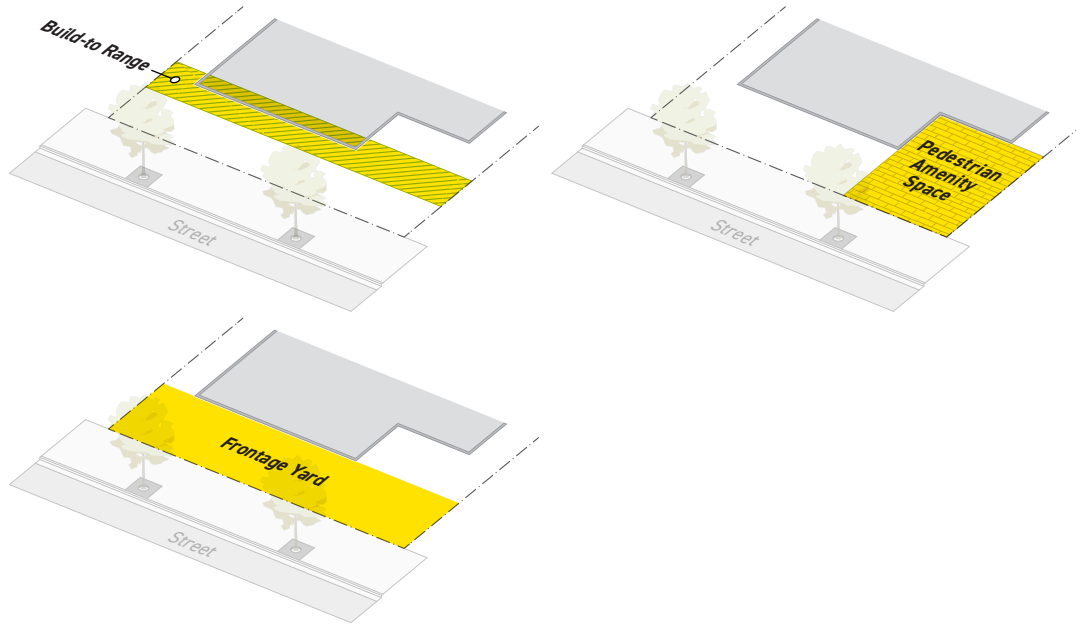 Build-to Range
Street
Pedestrian
Amenity
Space
Street
Frontage Yard
Street